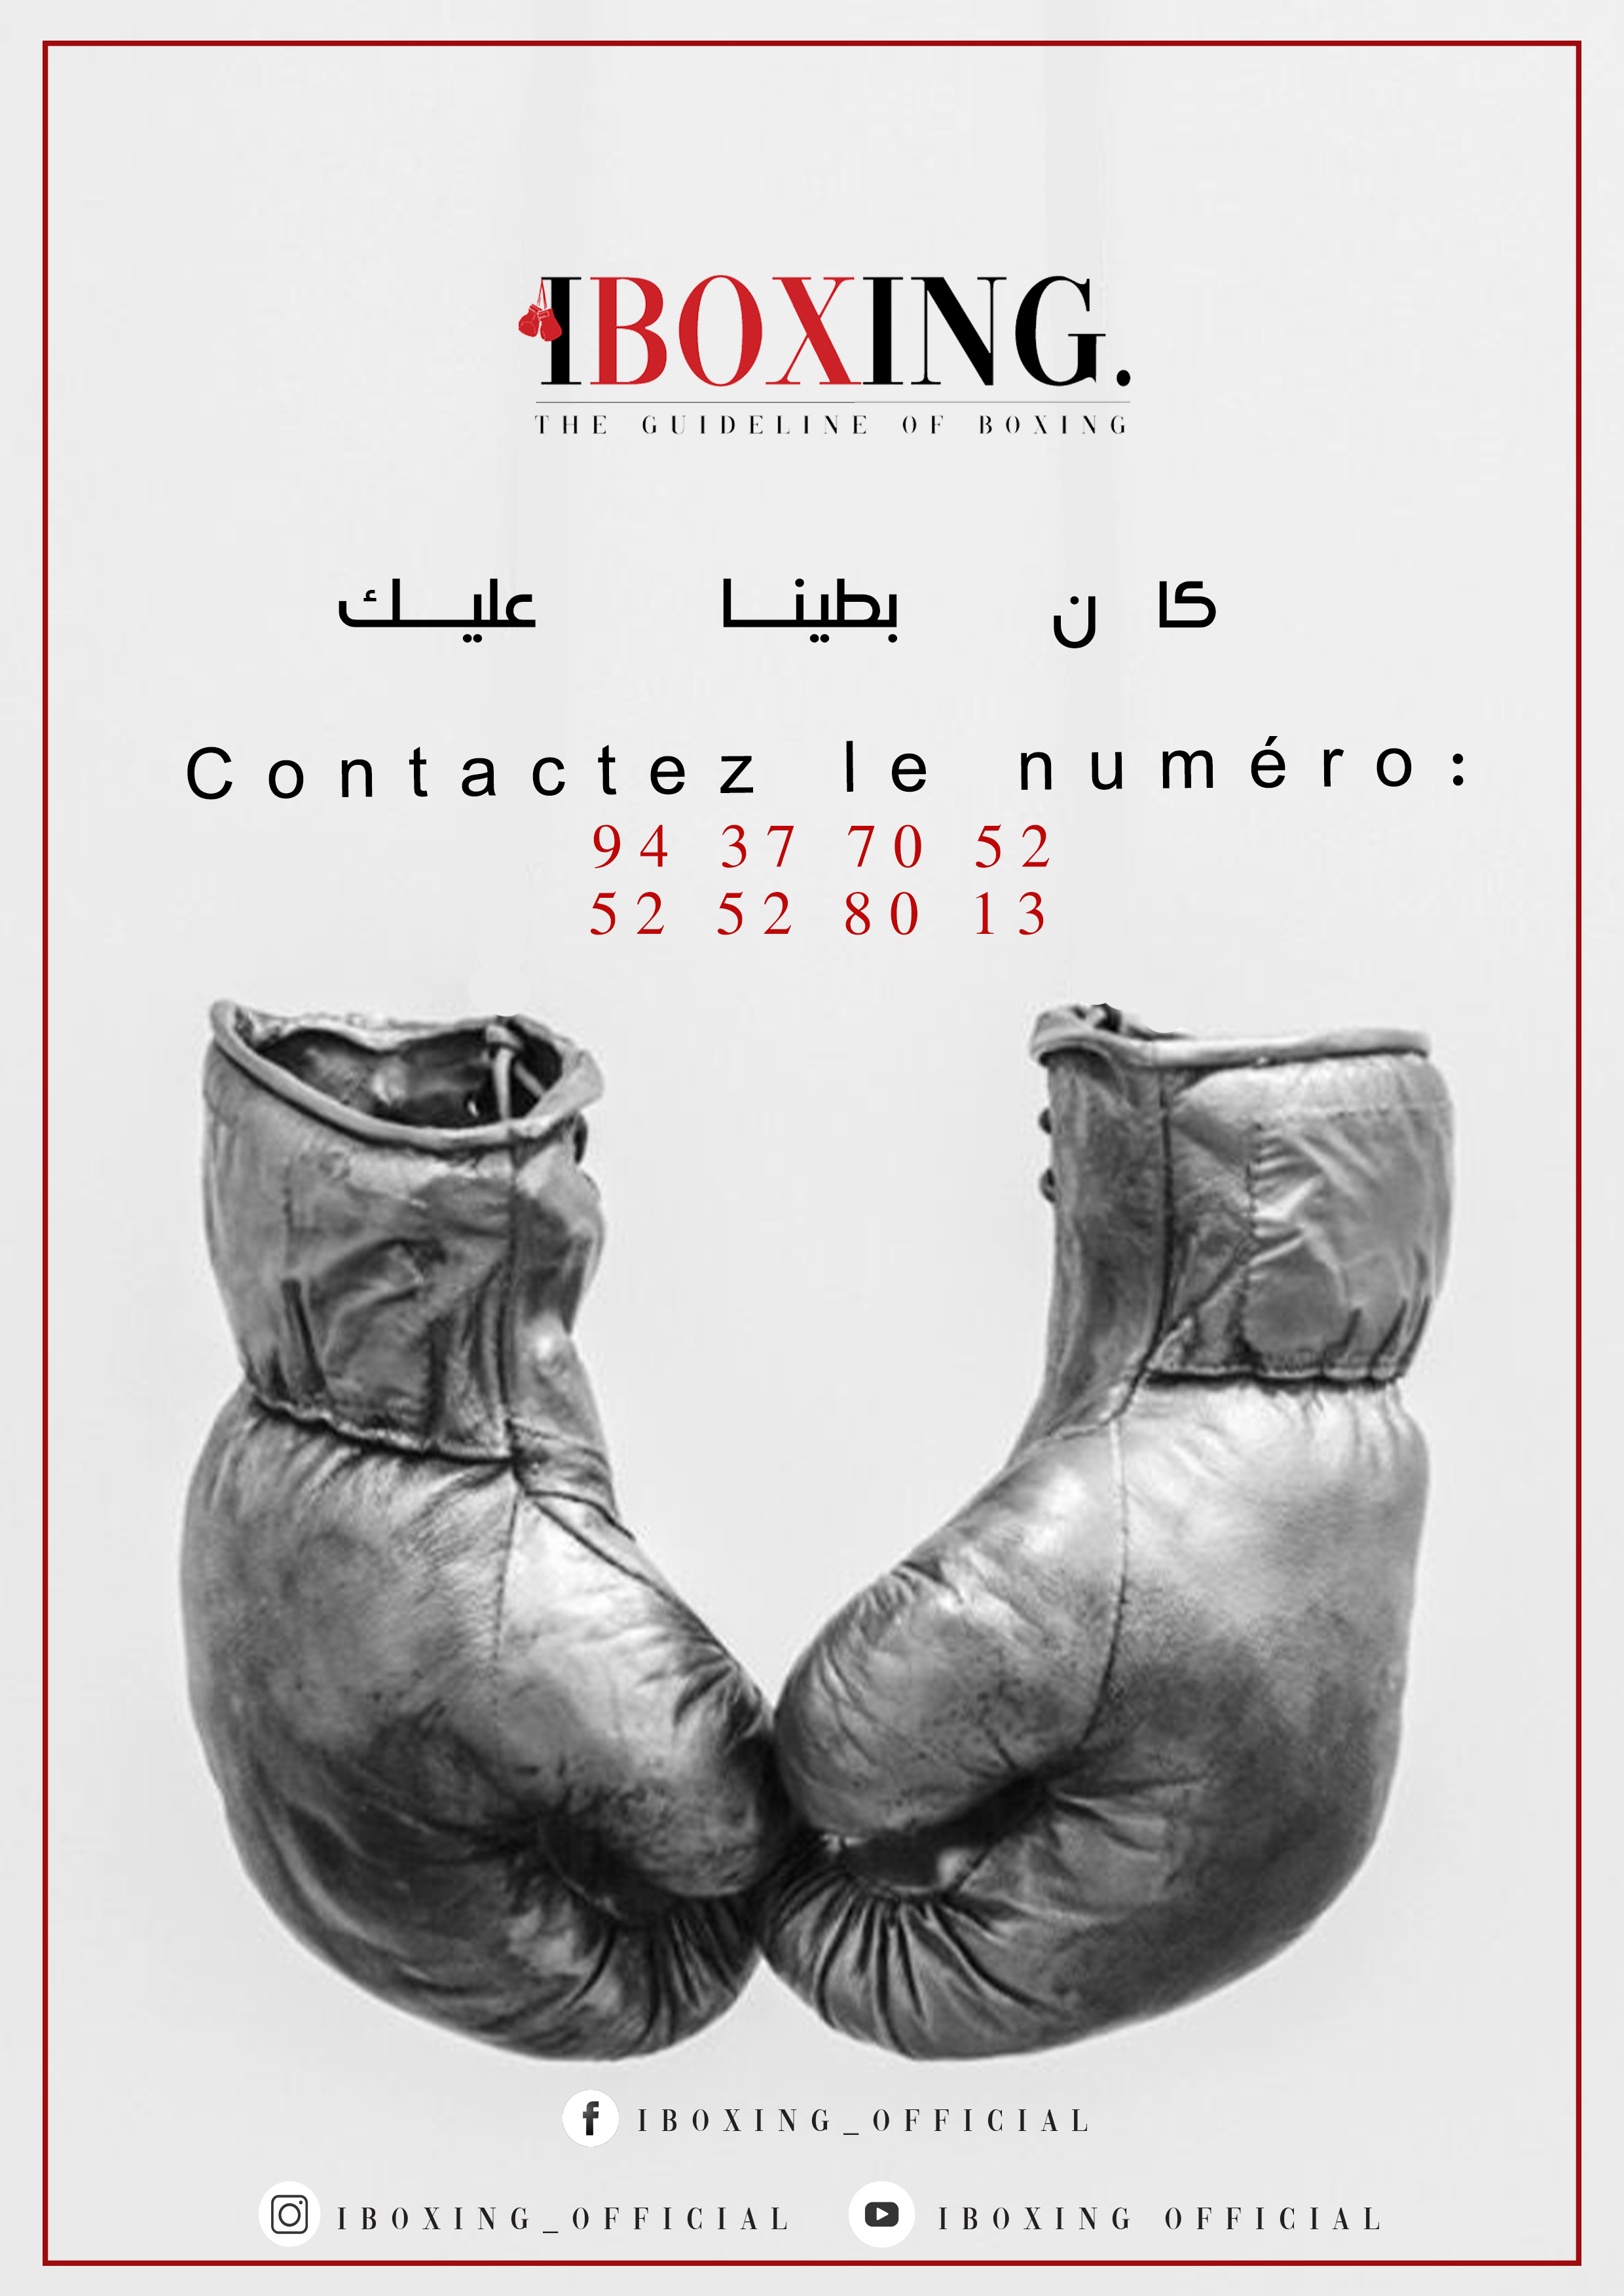 IBOXING.
THE GUIDELINE OF BOXING
كا ن بطينا عليك
Contactez le numéro:
94 37 70 52
52 52 80 13
IBOXING_OFFICIAL
IBOXING_OFFICIAL IBOXING OFFICIAL